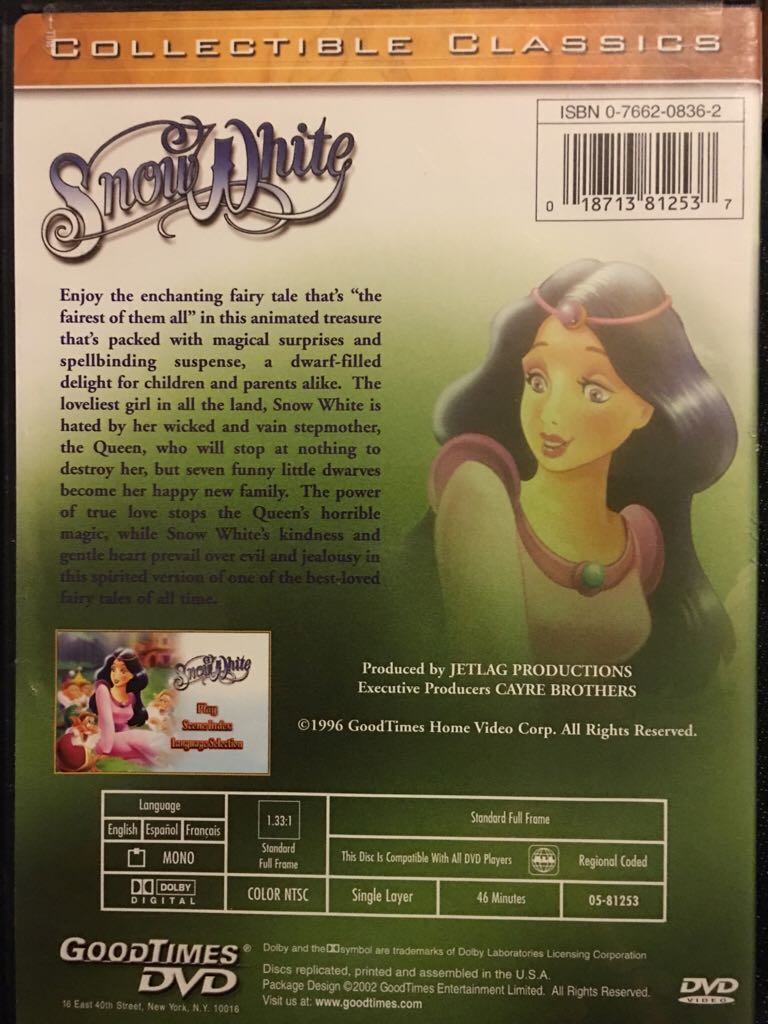 COLLECTIBLE CLASSICS
ISBN 0-7662-0836-2
0 18713 81253 7
Snow White
Enjoy the enchanting fairy tale that's "the
fairest of them all" in this animated treasure
that's packed with magical surprises and
spellbinding suspense, a dwarf-filled
delight for children and parents alike. The
loveliest girl in all the land, Snow White is
hated by her wicked and vain stepmother,
the Queen, who will stop at nothing to
destroy her, but seven funny little dwarves
become her happy new family. The power
of true love stops the Queen's horrible
magic, while Snow White's kindness and
gentle heart prevail over evil and jealousy in
this spirited version of one of the best-loved
fairy tales of all time.
Snow White
Play
Scene Index
Language Selection
Produced by JETLAG PRODUCTIONS
Executive Producers CAYRE BROTHERS
©1996 GoodTimes Home Video Corp. All Rights Reserved.
Language
English Español Français
MONO
DOLBY
DIGITAL
1.33:1
Standard
Full Frame
COLOR NTSC
Standard Full Frame
This Disc Is Compatible With All DVD Players
ALL
Regional Coded
Single Layer
46 Minutes
05-81253
GOODTIMES®
DVD
16 East 40th Street, New York, N.Y. 10016
Dolby and the DD symbol are trademarks of Dolby Laboratories Licensing Corporation
Discs replicated, printed and assembled in the U.S.A.
Package Design ©2002 GoodTimes Entertainment Limited. All Rights Reserved.
Visit us at: www.goodtimes.com
DVD
VIDEO